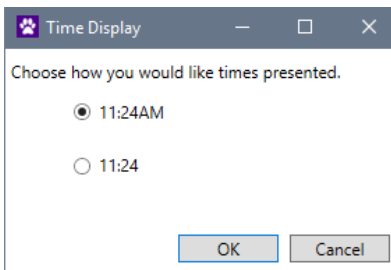 Time Display
Choose how you would like times presented.
11:24AM
11:24
OK Cancel